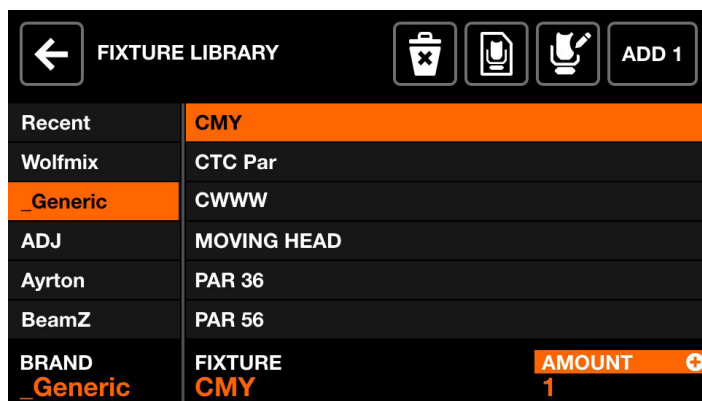 FIXTURE LIBRARY ADD 1
Recent CMY
Wolfmix CTC Par
_Generic CWWW
ADJ MOVING HEAD
Ayrton PAR 36
BeamZ PAR 56
BRAND FIXTURE AMOUNT
_Generic CMY 1